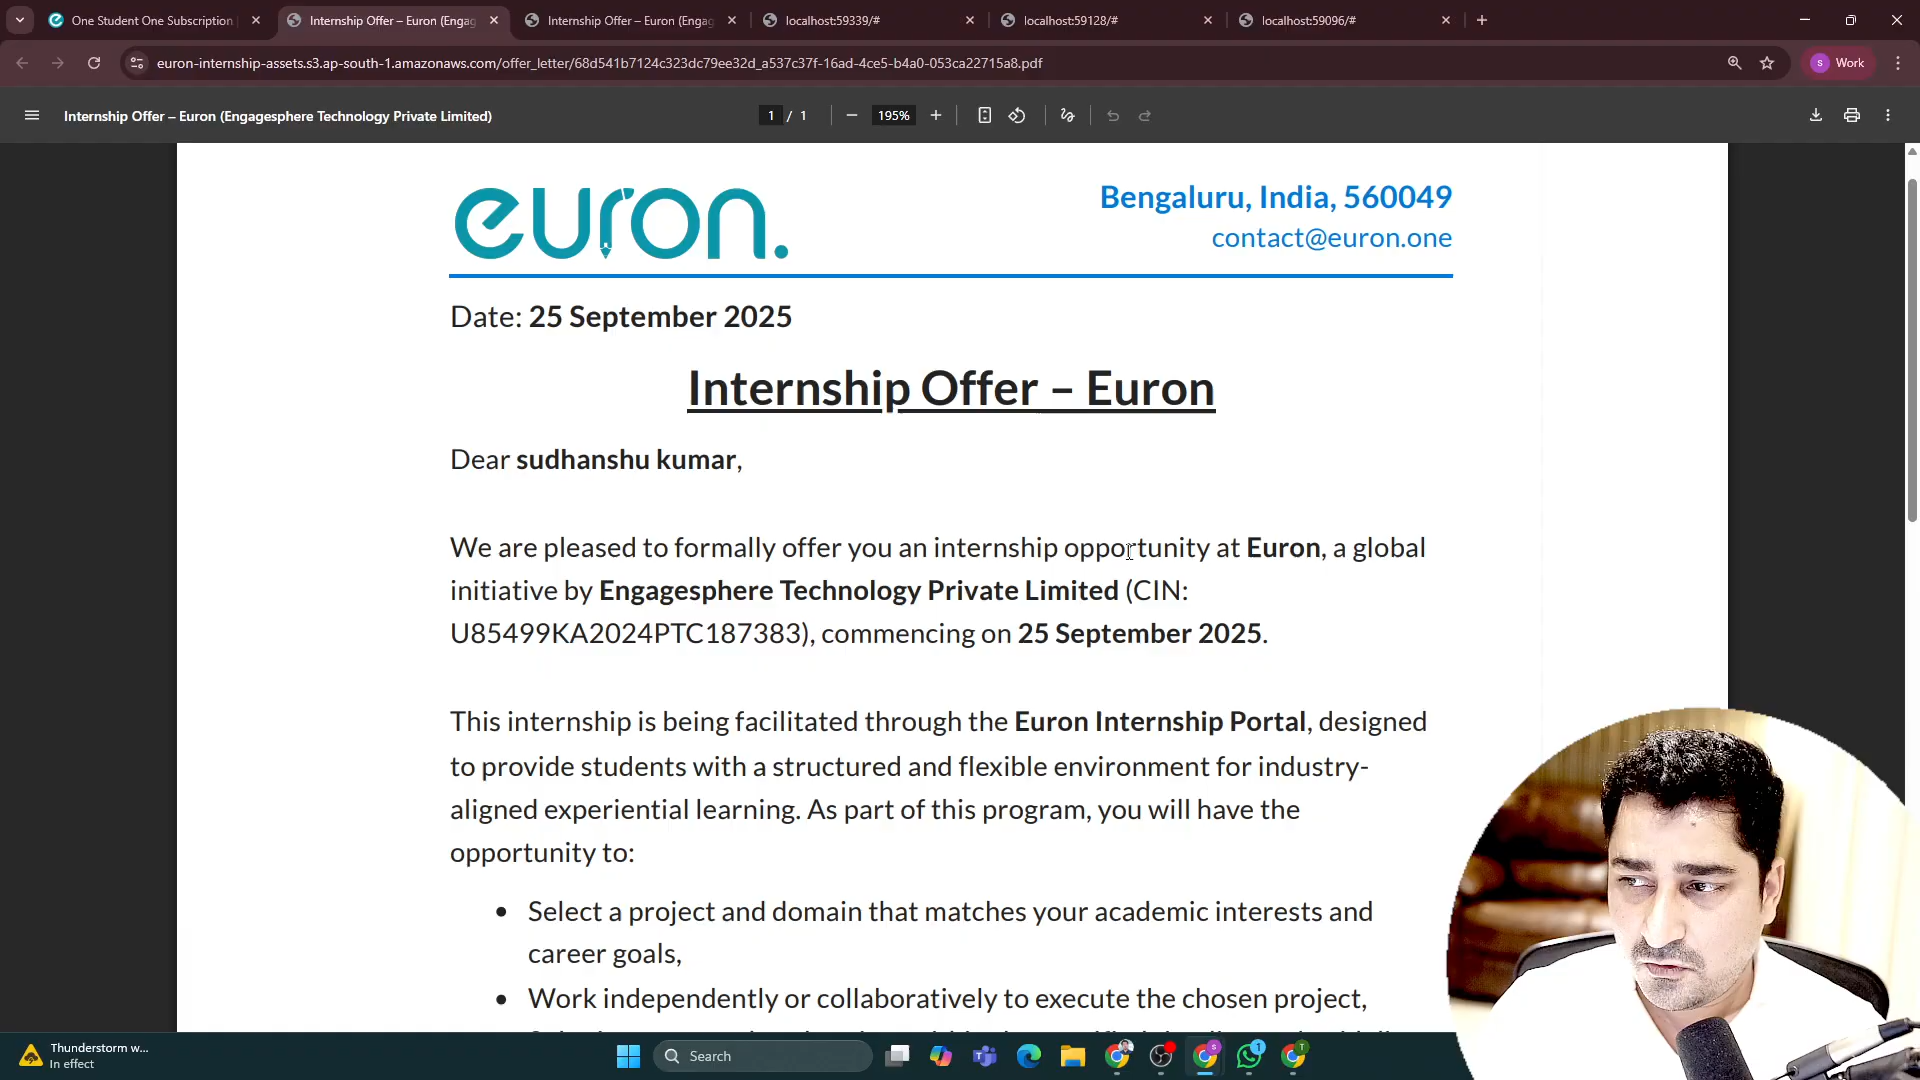 One Student One Subscription
Internship Offer – Euron (Engag
Internship Offer – Euron (Engag
localhost:59339/#
localhost:59128/#
localhost:59096/#
euron-internship-assets.s3.ap-south-1.amazonaws.com/offer_letter/68d541b7124c323dc79ee32d_a537c37f-16ad-4ce5-b4a0-053ca22715a8.pdf
S Work
Internship Offer – Euron (Engagesphere Technology Private Limited)
1 / 1
195%
euron.
Bengaluru, India, 560049
contact@euron.one
Date: 25 September 2025
Internship Offer – Euron
Dear sudhanshu kumar,
We are pleased to formally offer you an internship opportunity at Euron, a global
initiative by Engagesphere Technology Private Limited (CIN:
U85499KA2024PTC187383), commencing on 25 September 2025.
This internship is being facilitated through the Euron Internship Portal, designed
to provide students with a structured and flexible environment for industry-
aligned experiential learning. As part of this program, you will have the
opportunity to:
• Select a project and domain that matches your academic interests and
career goals,
• Work independently or collaboratively to execute the chosen project,
Thunderstorm w...
In effect
Search
1